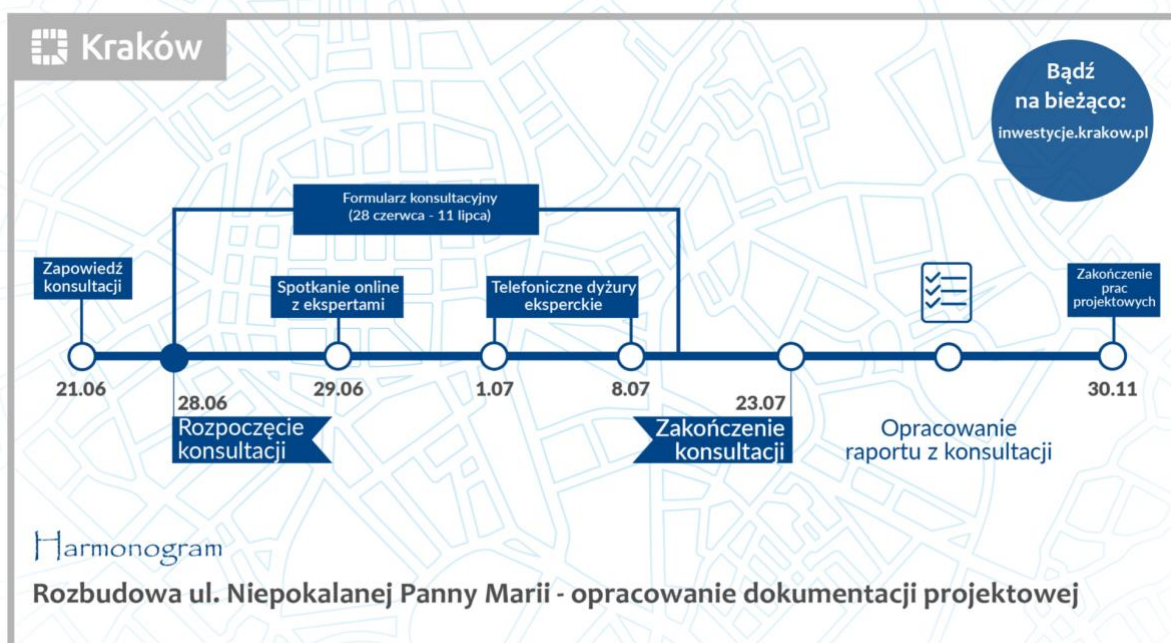 Kraków
Bądź
na bieżąco:
inwestycje.krakow.pl
Formularz konsultacyjny
(28 czerwca - 11 lipca)
Zapowiedź
konsultacji
Spotkanie online
z ekspertami
Telefoniczne dyżury
eksperckie
Zakończenie
prac
projektowych
21.06
28.06
29.06
1.07
8.07
23.07
30.11
Rozpoczęcie
konsultacji
Zakończenie
konsultacji
Opracowanie
raportu z konsultacji
Harmonogram
Rozbudowa ul. Niepokalanej Panny Marii - opracowanie dokumentacji projektowej